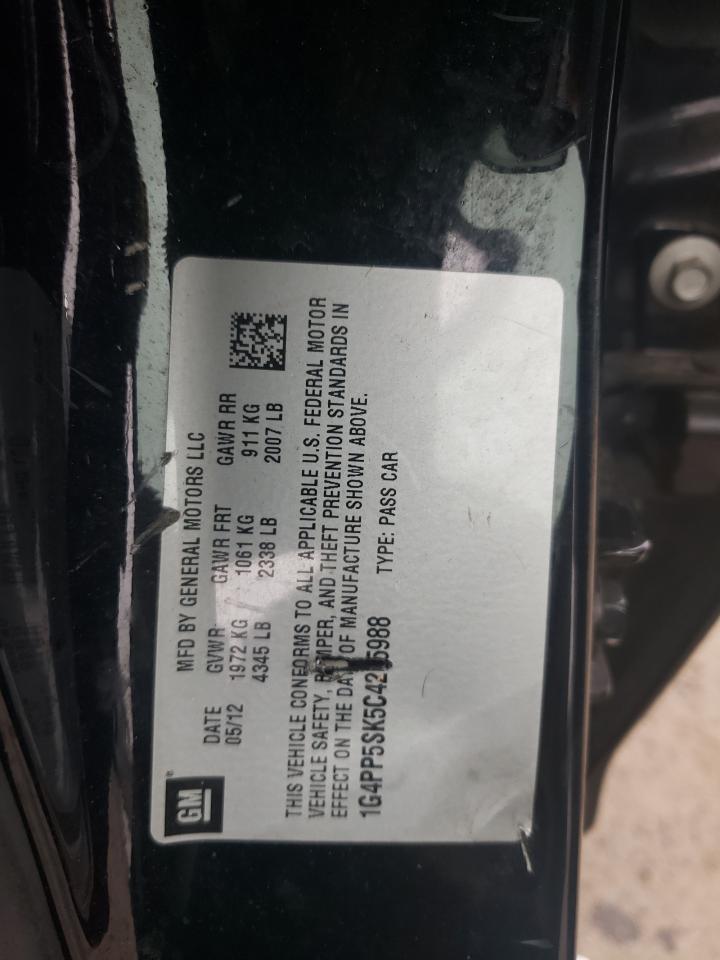 GM®
MFD BY GENERAL MOTORS LLC
DATE GVWR GAWR FRT GAWR RR
05/12 1972 KG 1061 KG 911 KG
4345 LB 2338 LB 2007 LB
THIS VEHICLE CONFORMS TO ALL APPLICABLE U.S. FEDERAL MOTOR
VEHICLE SAFETY, BUMPER, AND THEFT PREVENTION STANDARDS IN
EFFECT ON THE DATE OF MANUFACTURE SHOWN ABOVE.
TYPE: PASS CAR